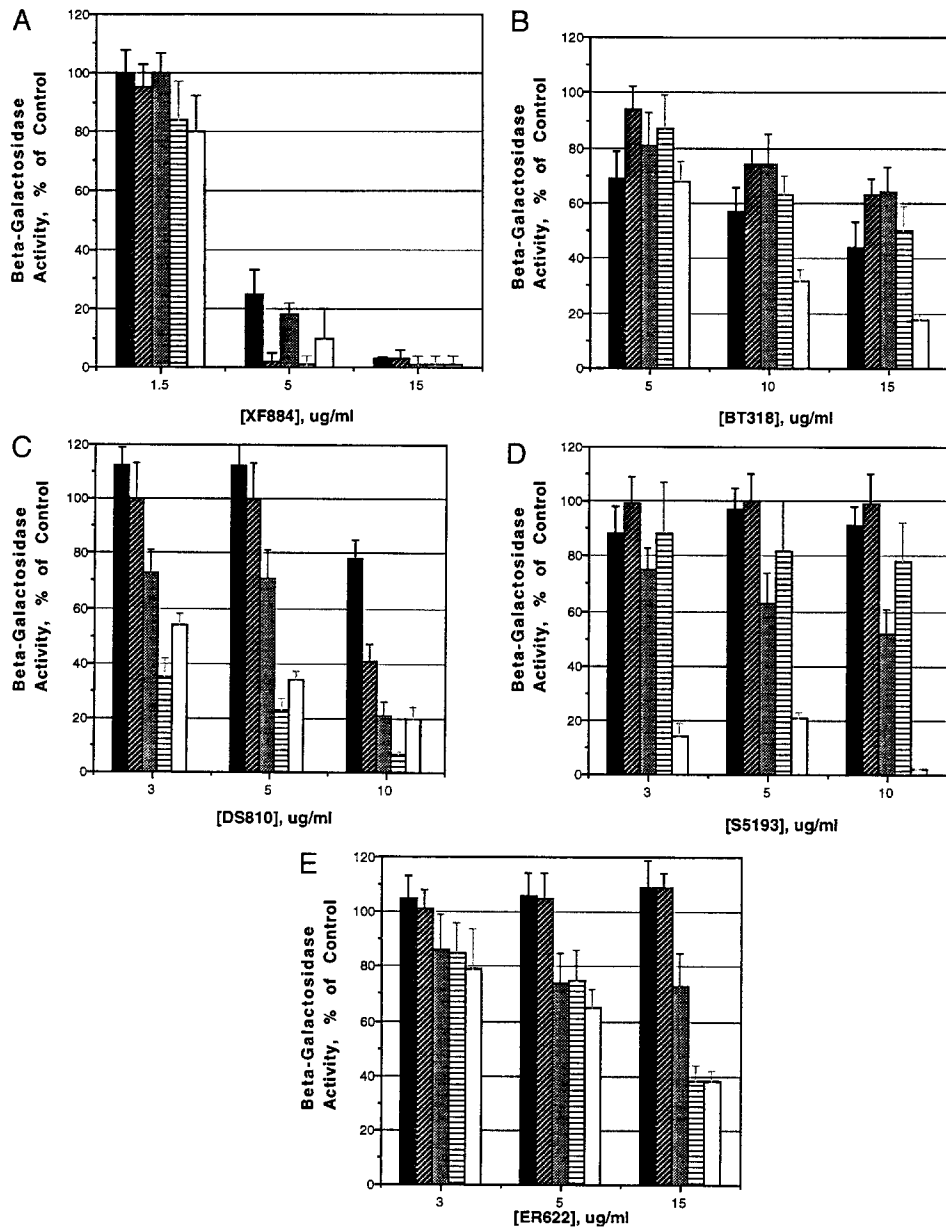 A
Beta-Galactosidase
Activity, % of Control
120
100
80
60
40
20
0
1.5
5
15
[XF884], ug/ml
B
Beta-Galactosidase
Activity, % of Control
120
100
80
60
40
20
0
5
10
15
[BT318], ug/ml
C
Beta-Galactosidase
Activity, % of Control
120
100
80
60
40
20
0
3
5
10
[DS810], ug/ml
D
Beta-Galactosidase
Activity, % of Control
120
100
80
60
40
20
0
3
5
10
[S5193], ug/ml
E
Beta-Galactosidase
Activity, % of Control
120
100
80
60
40
20
0
3
5
15
[ER622], ug/ml